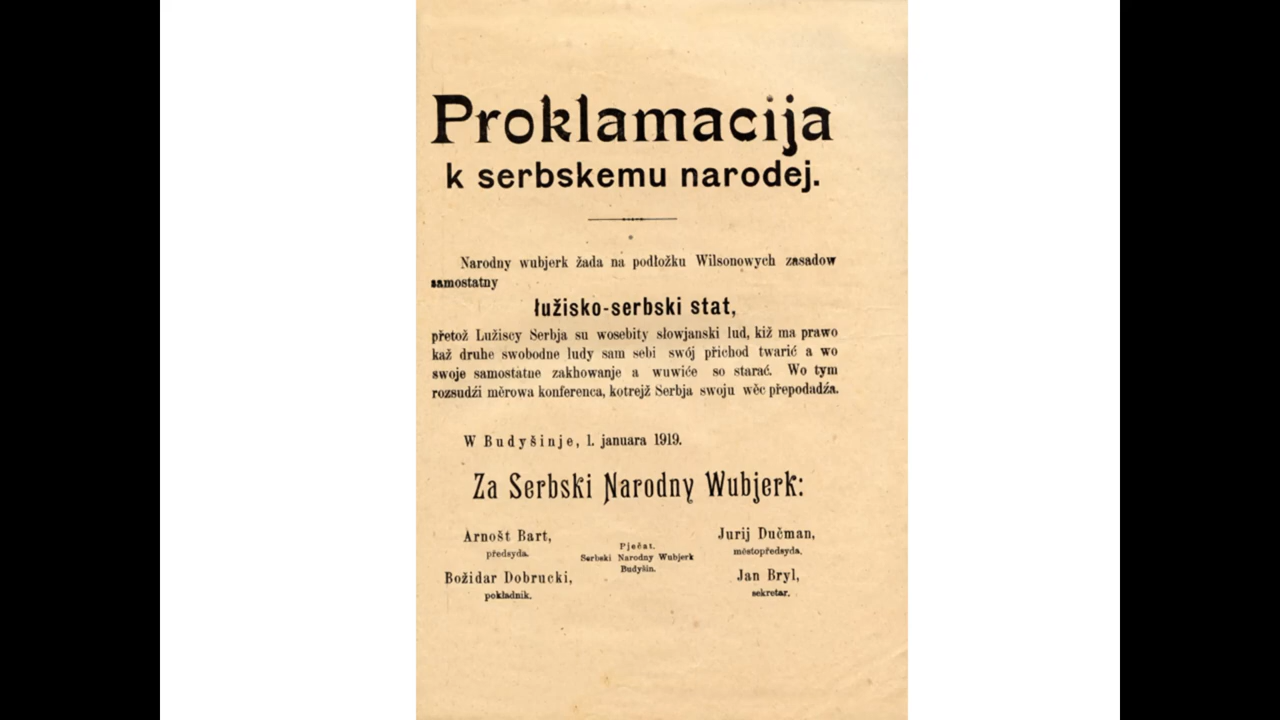 Proklamacija
k serbskemu narodej.
Narodny wubjerk žada na podłožku Wilsonowych zasadow
samostatny
łužisko-serbski stat,
přetož Lužiscy Serbja su wosebity słowjanski lud, kiž ma prawo
kaž druhe swobodne ludy sam sebi swój přichod twarić a wo
swoje samostatne zakhowanje a wuwiće so starać. Wo tym
rozsudźi měrowa konferenca, kotrejž Serbja swoju wěc přepodadźa.
W Budyšinje, 1. januara 1919.
Za Serbski Narodny Wubjerk:
Arnošt Bart,
předsyda.
Pječat.
Serbski Narodny Wubjerk
Budyšin.
Jurij Dučman,
městopředsyda.
Božidar Dobrucki,
pokładnik.
Jan Bryl,
sekretar.